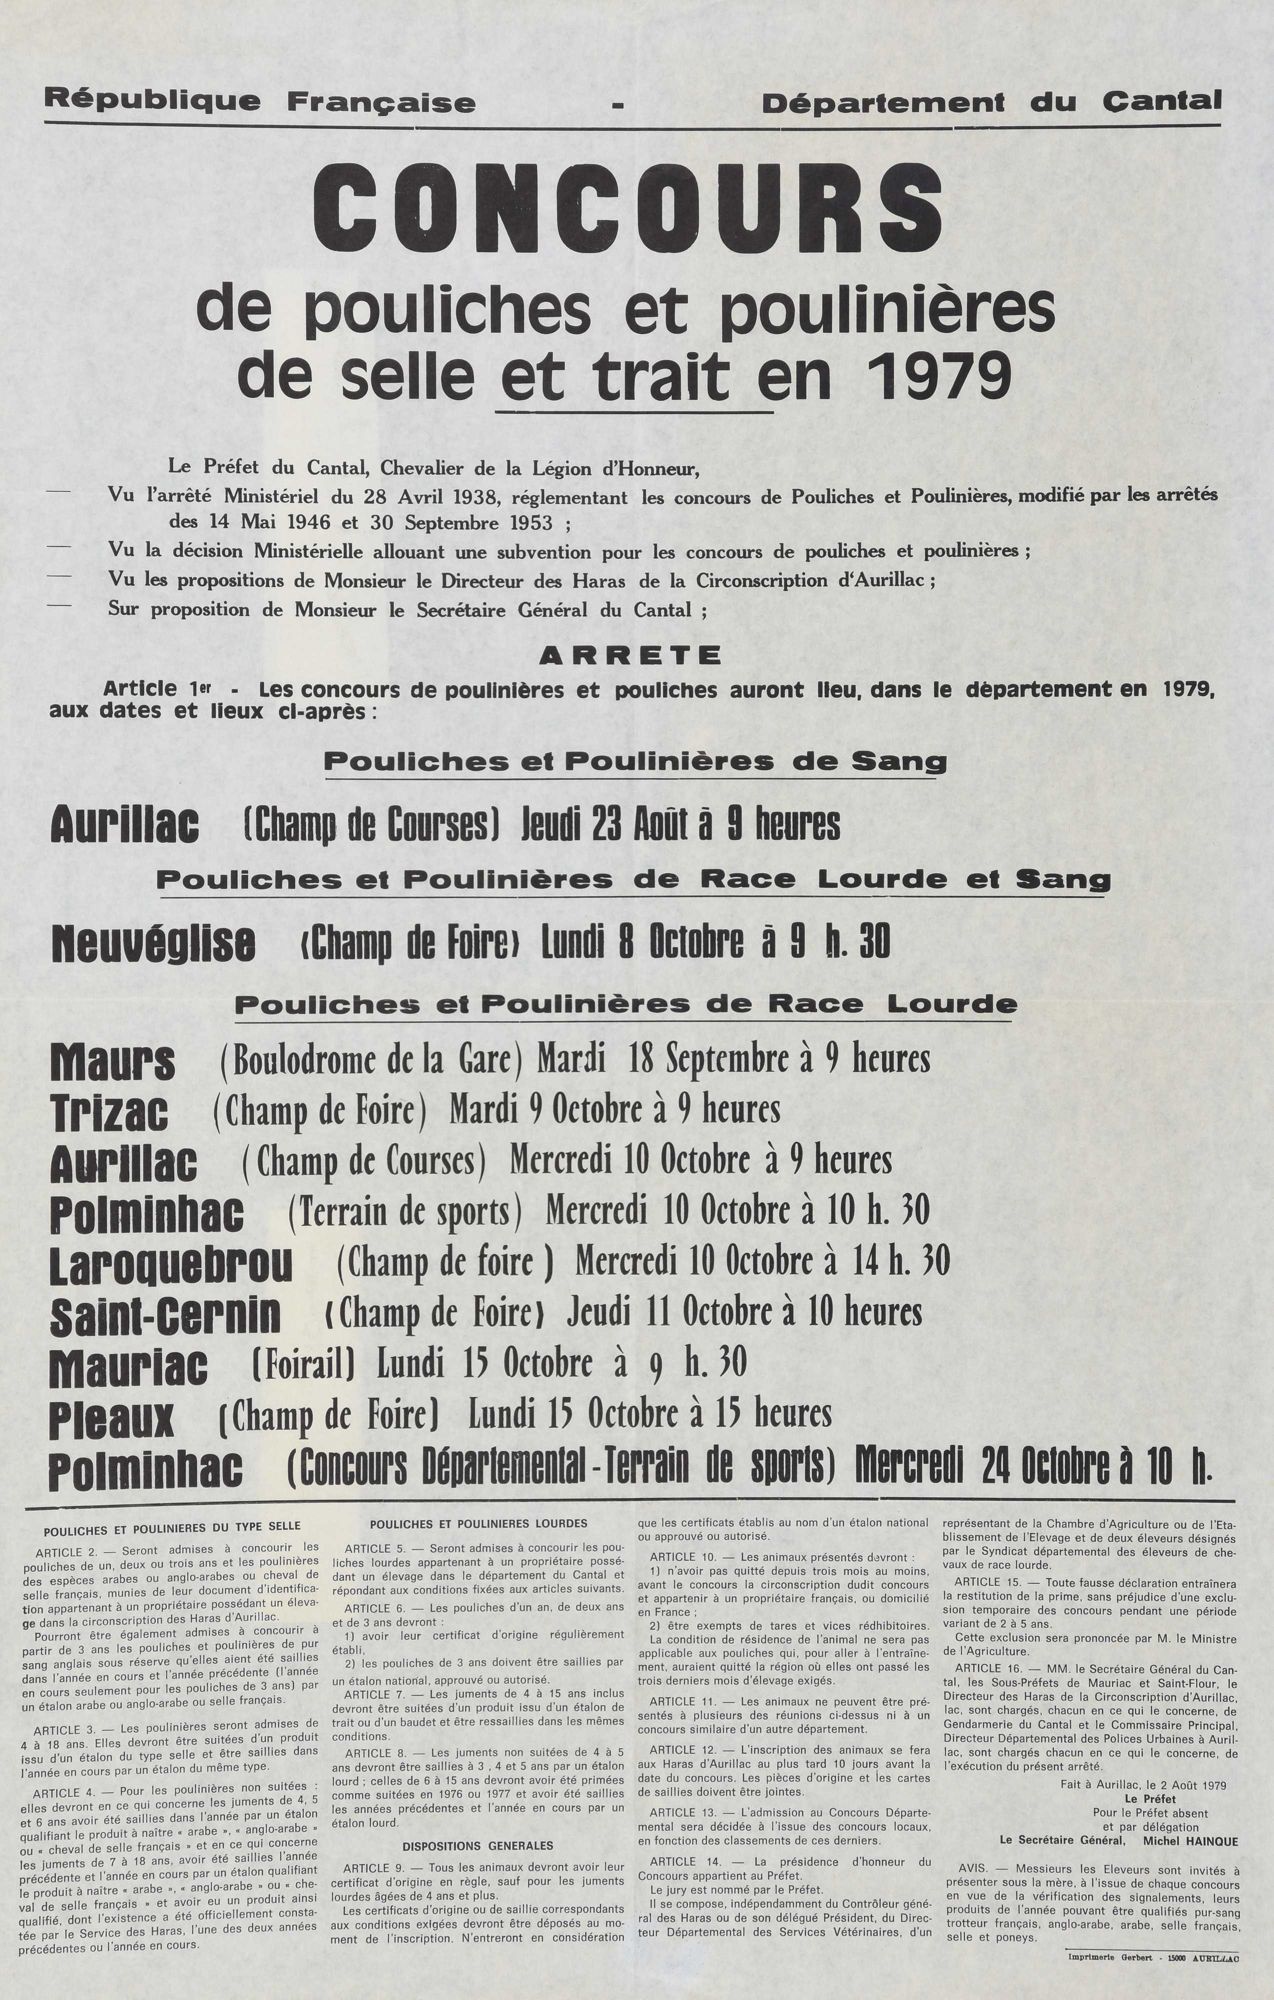 République Française - Département du Cantal
CONCOURS
de pouliches et poulinières
de selle et trait en 1979
Le Préfet du Cantal, Chevalier de la Légion d'Honneur,
— Vu l'arrêté Ministériel du 28 Avril 1938, réglementant les concours de Pouliches et Poulinières, modifié par les arrêtés
des 14 Mai 1946 et 30 Septembre 1953 ;
— Vu la décision Ministérielle allouant une subvention pour les concours de pouliches et poulinières ;
— Vu les propositions de Monsieur le Directeur des Haras de la Circonscription d'Aurillac ;
— Sur proposition de Monsieur le Secrétaire Général du Cantal ;
ARRETE
Article 1er - Les concours de poulinières et pouliches auront lieu, dans le département en 1979,
aux dates et lieux ci-après :
Pouliches et Poulinières de Sang
Aurillac (Champ de Courses) Jeudi 23 Août à 9 heures
Pouliches et Poulinières de Race Lourde et Sang
Neuvéglise (Champ de Foire) Lundi 8 Octobre à 9 h. 30
Pouliches et Poulinières de Race Lourde
Maurs (Boulodrome de la Gare) Mardi 18 Septembre à 9 heures
Trizac (Champ de Foire) Mardi 9 Octobre à 9 heures
Aurillac (Champ de Courses) Mercredi 10 Octobre à 9 heures
Polminhac (Terrain de sports) Mercredi 10 Octobre à 10 h. 30
Laroquebrou (Champ de foire ) Mercredi 10 Octobre à 14 h. 30
Saint-Cernin (Champ de Foire) Jeudi 11 Octobre à 10 heures
Mauriac (Foirail) Lundi 15 Octobre à 9 h. 30
Pleaux (Champ de Foire) Lundi 15 Octobre à 15 heures
Polminhac (Concours Départemental - Terrain de sports) Mercredi 24 Octobre à 10 h.
POULICHES ET POULINIERES DU TYPE SELLE
ARTICLE 2. — Seront admises à concourir les
pouliches de un, deux ou trois ans et les poulinières
des espèces arabes ou anglo-arabes ou cheval de
selle français, munies de leur document d'identifica-
tion appartenant à un propriétaire possédant un éleva-
ge dans la circonscription des Haras d'Aurillac.
Pourront être également admises à concourir à
partir de 3 ans les pouliches et poulinières de pur
sang anglais sous réserve qu'elles aient été saillies
dans l'année en cours et l'année précédente (l'année
en cours seulement pour les pouliches de 3 ans) par
un étalon arabe ou anglo-arabe ou selle français.
ARTICLE 3. — Les poulinières seront admises de
4 à 18 ans. Elles devront être suitées d'un produit
issu d'un étalon du type selle et être saillies dans
l'année en cours par un étalon du même type.
ARTICLE 4. — Pour les poulinières non suitées :
elles devront en ce qui concerne les juments de 4, 5
et 6 ans avoir été saillies dans l'année par un étalon
qualifiant le produit à naître « arabe », « anglo-arabe »
ou « cheval de selle français » et en ce qui concerne
les juments de 7 à 18 ans, avoir été saillies l'année
précédente et l'année en cours par un étalon qualifiant
le produit à naître « arabe », « anglo-arabe » ou « che-
val de selle français » et avoir eu un produit ainsi
qualifié, dont l'existence a été officiellement consta-
tée par le Service des Haras, l'une des deux années
précédentes ou l'année en cours.
POULICHES ET POULINIERES LOURDES
ARTICLE 5. — Seront admises à concourir les pou-
liches lourdes appartenant à un propriétaire possé-
dant un élevage dans le département du Cantal et
répondant aux conditions fixées aux articles suivants.
ARTICLE 6. — Les pouliches d'un an, de deux ans
et de 3 ans devront :
1) avoir leur certificat d'origine régulièrement
établi,
2) les pouliches de 3 ans doivent être saillies par
un étalon national, approuvé ou autorisé.
ARTICLE 7. — Les juments de 4 à 15 ans inclus
devront être suitées d'un produit issu d'un étalon de
trait ou d'un baudet et être ressaillies dans les mêmes
conditions.
ARTICLE 8. — Les juments non suitées de 4 à 5
ans devront être saillies à 3 , 4 et 5 ans par un étalon
lourd ; celles de 6 à 15 ans devront avoir été primées
comme suitées en 1976 ou 1977 et avoir été saillies
les années précédentes et l'année en cours par un
étalon lourd.
DISPOSITIONS GENERALES
ARTICLE 9. — Tous les animaux devront avoir leur
certificat d'origine en règle, sauf pour les juments
lourdes âgées de 4 ans et plus.
Les certificats d'origine ou de saillie correspondants
aux conditions exigées devront être déposés au mo-
ment de l'inscription. N'entreront en considération
que les certificats établis au nom d'un étalon national
ou approuvé ou autorisé.
ARTICLE 10. — Les animaux présentés devront :
1) n'avoir pas quitté depuis trois mois au moins,
avant le concours la circonscription dudit concours
et appartenir à un propriétaire français, ou domicilié
en France ;
2) être exempts de tares et vices rédhibitoires.
La condition de résidence de l'animal ne sera pas
applicable aux pouliches qui, pour aller à l'entraîne-
ment, auraient quitté la région où elles ont passé les
trois derniers mois d'élevage exigés.
ARTICLE 11. — Les animaux ne peuvent être pré-
sentés à plusieurs des réunions ci-dessus ni à un
concours similaire d'un autre département.
ARTICLE 12. — L'inscription des animaux se fera
aux Haras d'Aurillac au plus tard 10 jours avant la
date du concours. Les pièces d'origine et les cartes
de saillies doivent être jointes.
ARTICLE 13. — L'admission au Concours Départe-
mental sera décidée à l'issue des concours locaux,
en fonction des classements de ces derniers.
ARTICLE 14. — La présidence d'honneur du
Concours appartient au Préfet.
Le jury est nommé par le Préfet.
Il se compose, indépendamment du Contrôleur géné-
ral des Haras ou de son délégué Président, du Direc-
teur Départemental des Services Vétérinaires, d'un
représentant de la Chambre d'Agriculture ou de l'Eta-
blissement de l'Elevage et de deux éleveurs désignés
par le Syndicat départemental des éleveurs de che-
vaux de race lourde.
ARTICLE 15. — Toute fausse déclaration entraînera
la restitution de la prime, sans préjudice d'une exclu-
sion temporaire des concours pendant une période
variant de 2 à 5 ans.
Cette exclusion sera prononcée par M. le Ministre
de l'Agriculture.
ARTICLE 16. — MM. le Secrétaire Général du Can-
tal, les Sous-Préfets de Mauriac et Saint-Flour, le
Directeur des Haras de la Circonscription d'Aurillac,
lac, sont chargés, chacun en ce qui le concerne, de
Gendarmerie du Cantal et le Commissaire Principal,
Directeur Départemental des Polices Urbaines à Auril-
lac, sont chargés chacun en ce qui le concerne, de
l'exécution du présent arrêté.
Fait à Aurillac, le 2 Août 1979
Le Préfet
Pour le Préfet absent
et par délégation
Le Secrétaire Général, Michel HAINQUE
AVIS. — Messieurs les Eleveurs sont invités à
présenter sous la mère, à l'issue de chaque concours
en vue de la vérification des signalements, leurs
produits de l'année pouvant être qualifiés pur-sang
trotteur français, anglo-arabe, arabe, selle français,
selle et poneys.
Imprimerie Gerbert - 15000 AURILLAC